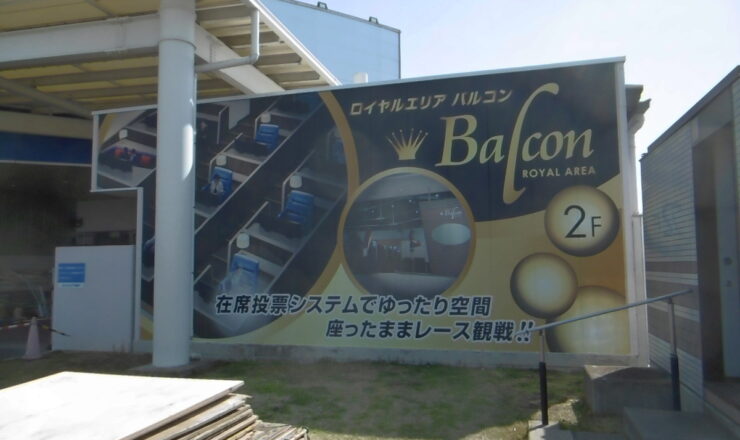 ロイヤルエリア バルコン
Balcon
ROYAL AREA
2F
在席投票システムでゆったり空間
座ったままレース観戦!!